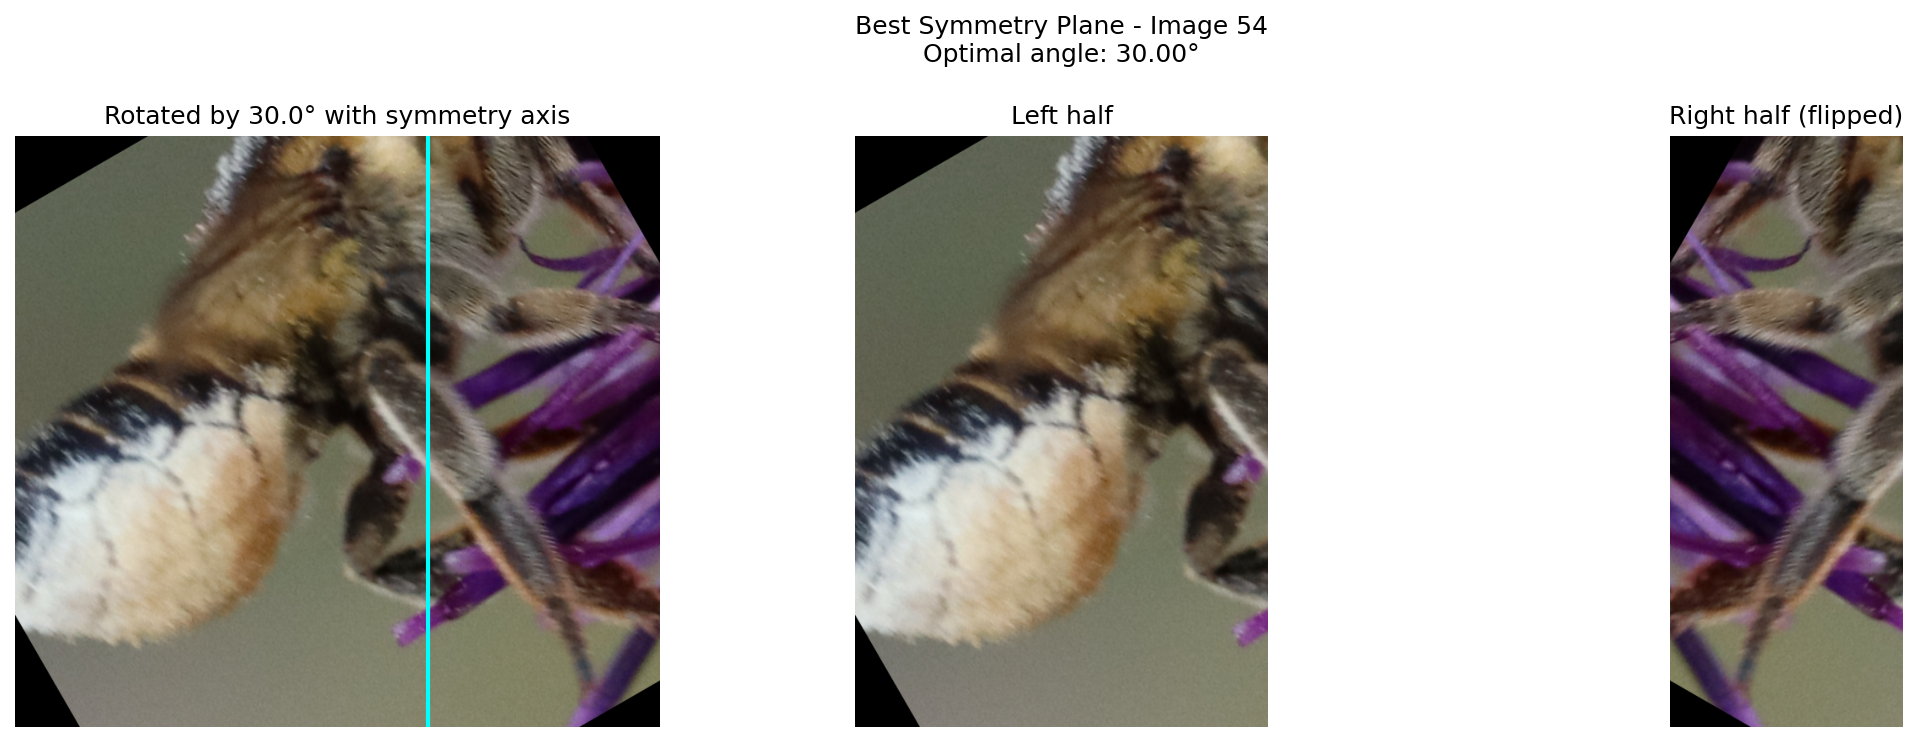 Best Symmetry Plane - Image 54
Optimal angle: 30.00°
Rotated by 30.0° with symmetry axis
Left half
Right half (flipped)